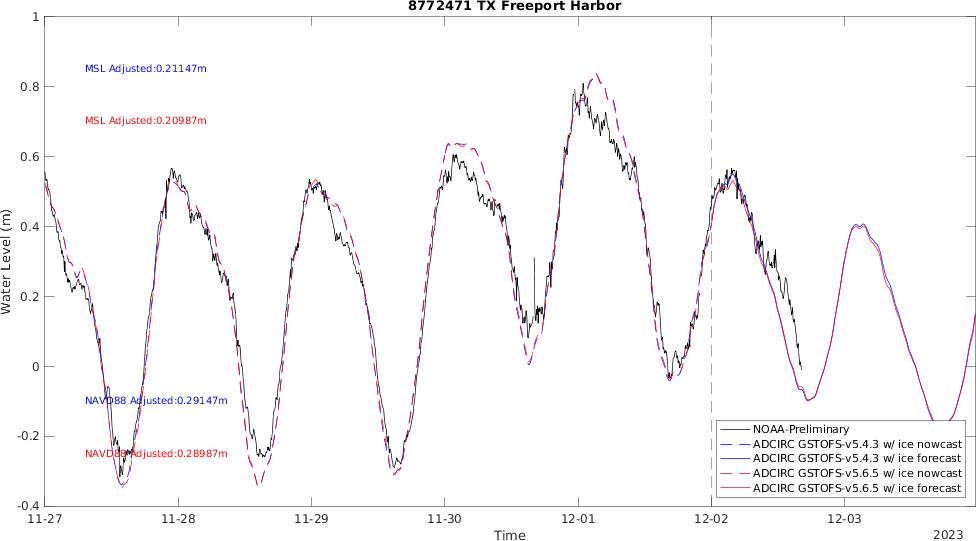 8772471 TX Freeport Harbor
1
0.8
0.6
0.4
0.2
0
-0.2
-0.4
Water Level (m)
MSL Adjusted:0.21147m
MSL Adjusted:0.20987m
NAVD88 Adjusted:0.29147m
NAVD88 Adjusted:0.28987m
NOAA-Preliminary
ADCIRC GSTOFS-v5.4.3 w/ ice nowcast
ADCIRC GSTOFS-v5.4.3 w/ ice forecast
ADCIRC GSTOFS-v5.6.5 w/ ice nowcast
ADCIRC GSTOFS-v5.6.5 w/ ice forecast
11-27 11-28 11-29 11-30 12-01 12-02 12-03
Time
2023